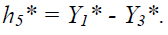 h₅* = Y₁* - Y₃*.